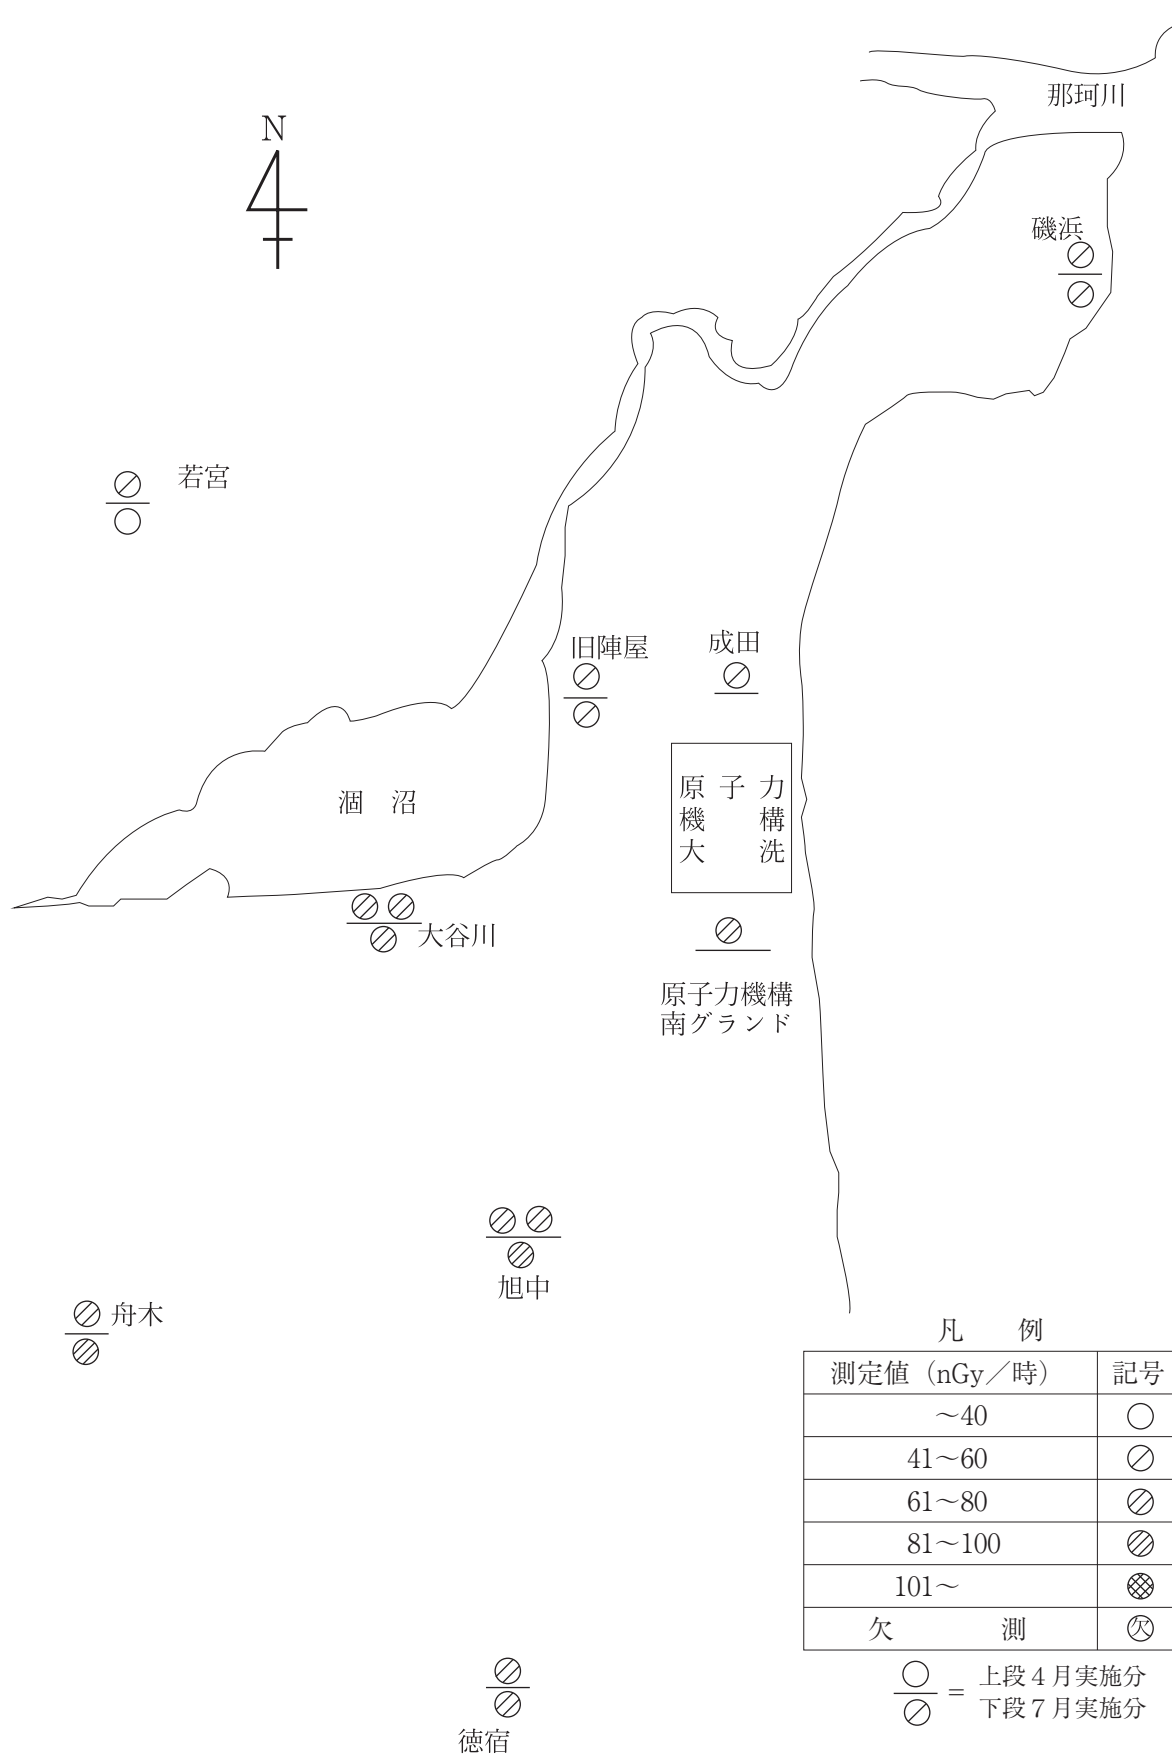 那珂川
N
磯浜
若宮
旧陣屋
成田
原子力
機構
大洗
涸沼
大谷川
原子力機構
南グランド
旭中
舟木
凡例
測定値（nGy／時） 記号
～40
41～60
61～80
81～100
101～
欠測 欠
= 上段４月実施分
下段７月実施分
徳宿